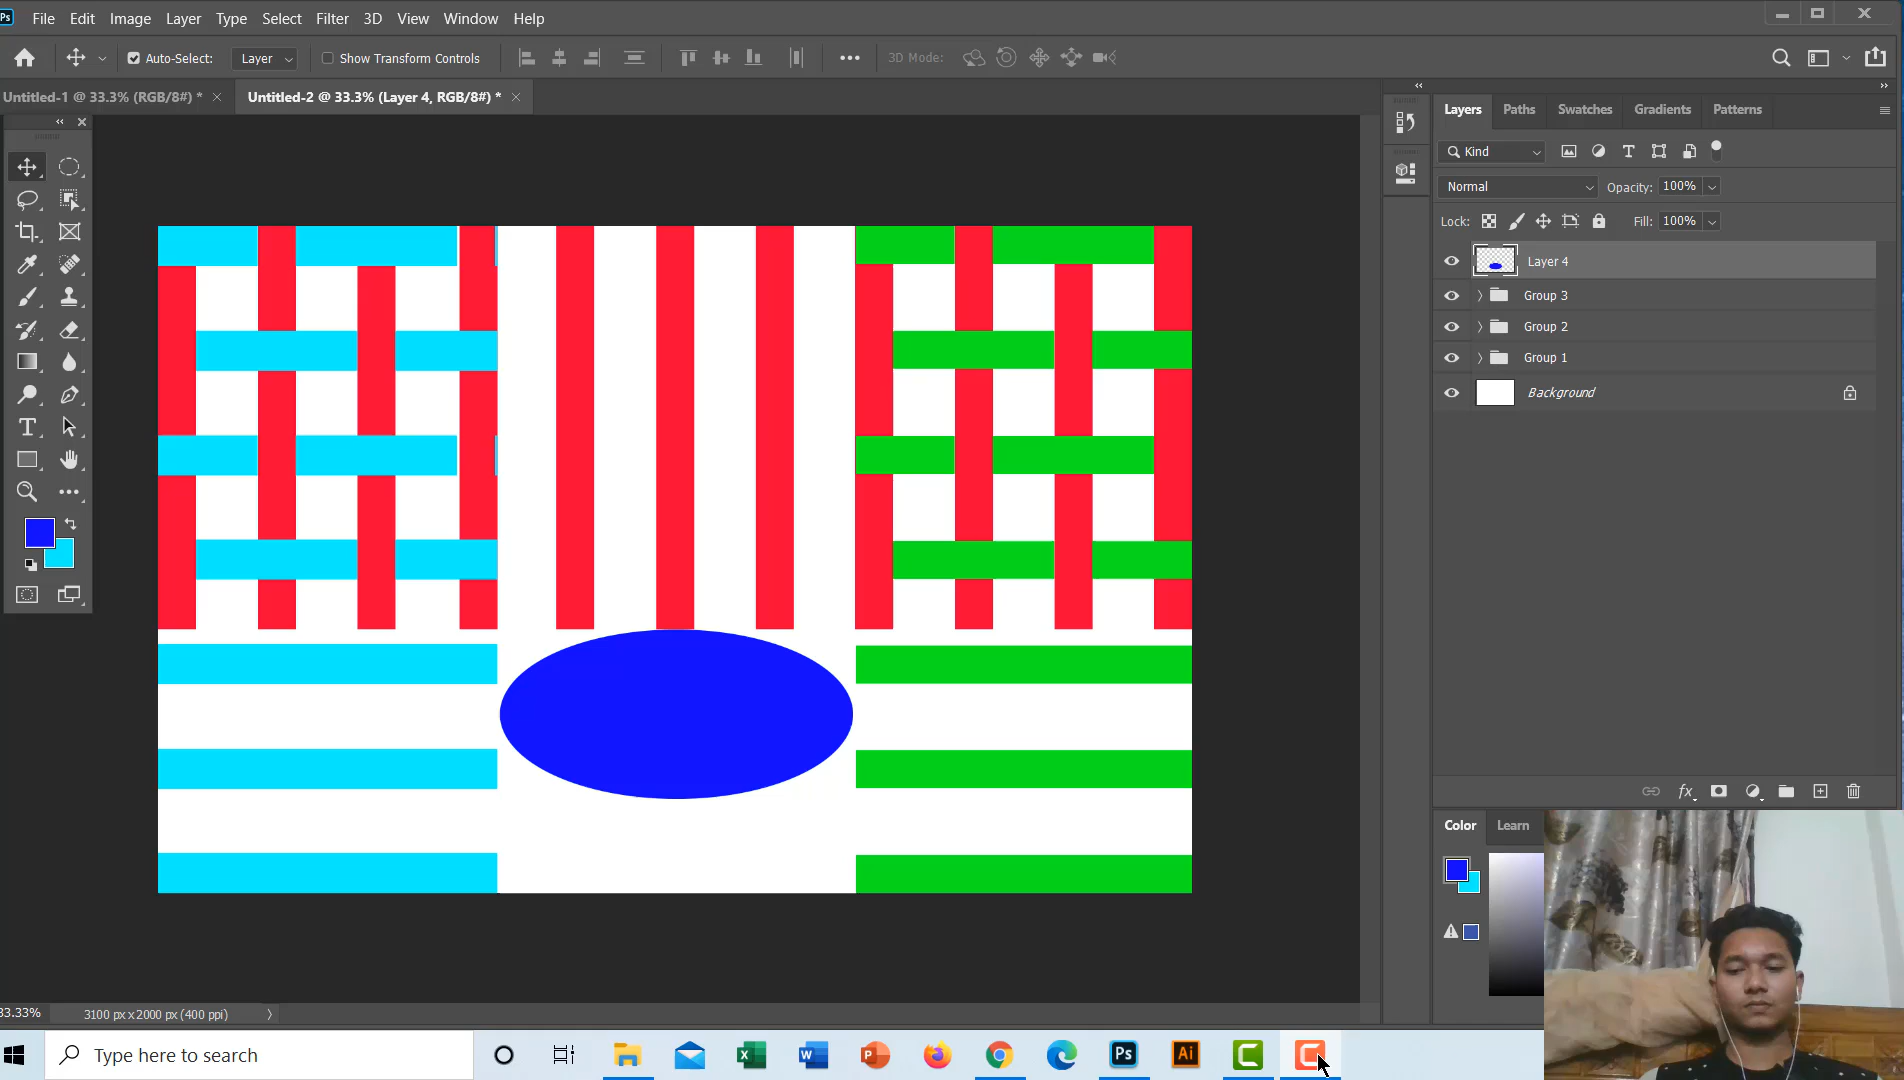 Ps File Edit Image Layer Type Select Filter 3D View Window Help
Auto-Select: Layer Show Transform Controls 3D Mode:
Untitled-1 @ 33.3% (RGB/8#) * Untitled-2 @ 33.3% (Layer 4, RGB/8#) *
Layers Paths Swatches Gradients Patterns
Kind
Normal Opacity: 100%
Lock: Fill: 100%
Layer 4
Group 3
Group 2
Group 1
Background
fx
Color Learn
33.33% 3100 px x 2000 px (400 ppi)
Type here to search
Ps Ai